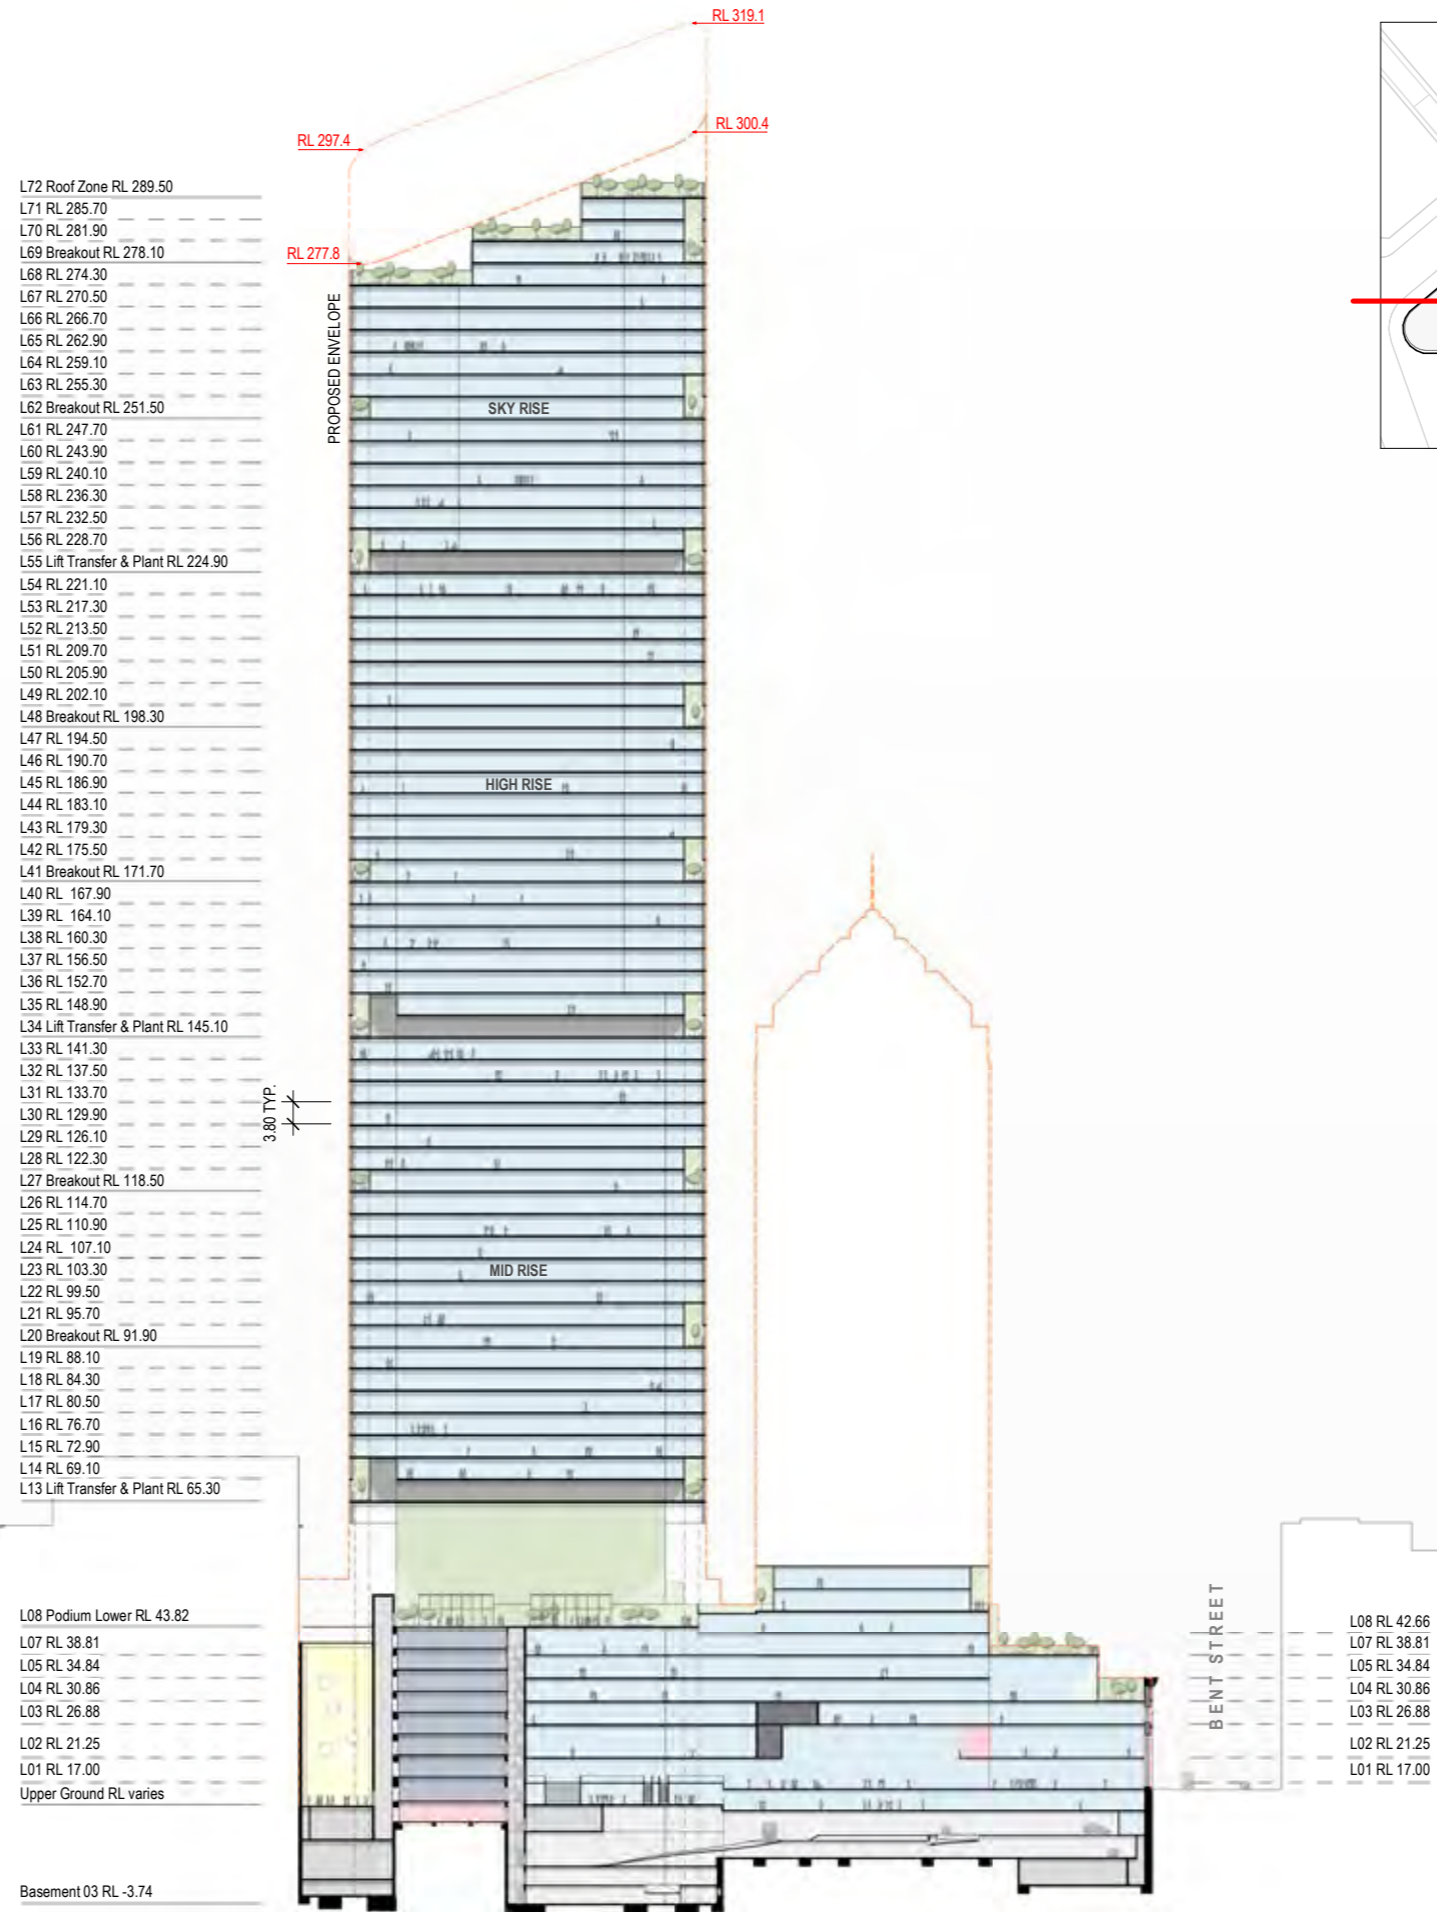 RL 319.1
RL 300.4
RL 297.4
RL 277.8
L72 Roof Zone RL 289.50
L71 RL 285.70
L70 RL 281.90
L69 Breakout RL 278.10
L68 RL 274.30
L67 RL 270.50
L66 RL 266.70
L65 RL 262.90
L64 RL 259.10
L63 RL 255.30
L62 Breakout RL 251.50
L61 RL 247.70
L60 RL 243.90
L59 RL 240.10
L58 RL 236.30
L57 RL 232.50
L56 RL 228.70
L55 Lift Transfer & Plant RL 224.90
L54 RL 221.10
L53 RL 217.30
L52 RL 213.50
L51 RL 209.70
L50 RL 205.90
L49 RL 202.10
L48 Breakout RL 198.30
L47 RL 194.50
L46 RL 190.70
L45 RL 186.90
L44 RL 183.10
L43 RL 179.30
L42 RL 175.50
L41 Breakout RL 171.70
L40 RL 167.90
L39 RL 164.10
L38 RL 160.30
L37 RL 156.50
L36 RL 152.70
L35 RL 148.90
L34 Lift Transfer & Plant RL 145.10
L33 RL 141.30
L32 RL 137.50
L31 RL 133.70
L30 RL 129.90
L29 RL 126.10
L28 RL 122.30
L27 Breakout RL 118.50
L26 RL 114.70
L25 RL 110.90
L24 RL 107.10
L23 RL 103.30
L22 RL 99.50
L21 RL 95.70
L20 Breakout RL 91.90
L19 RL 88.10
L18 RL 84.30
L17 RL 80.50
L16 RL 76.70
L15 RL 72.90
L14 RL 69.10
L13 Lift Transfer & Plant RL 65.30
L08 Podium Lower RL 43.82
L07 RL 38.81
L05 RL 34.84
L04 RL 30.86
L03 RL 26.88
L02 RL 21.25
L01 RL 17.00
Upper Ground RL varies
Basement 03 RL -3.74
PROPOSED ENVELOPE
3.80 TYP.
SKY RISE
HIGH RISE
MID RISE
BENT STREET
L08 RL 42.66
L07 RL 38.81
L05 RL 34.84
L04 RL 30.86
L03 RL 26.88
L02 RL 21.25
L01 RL 17.00